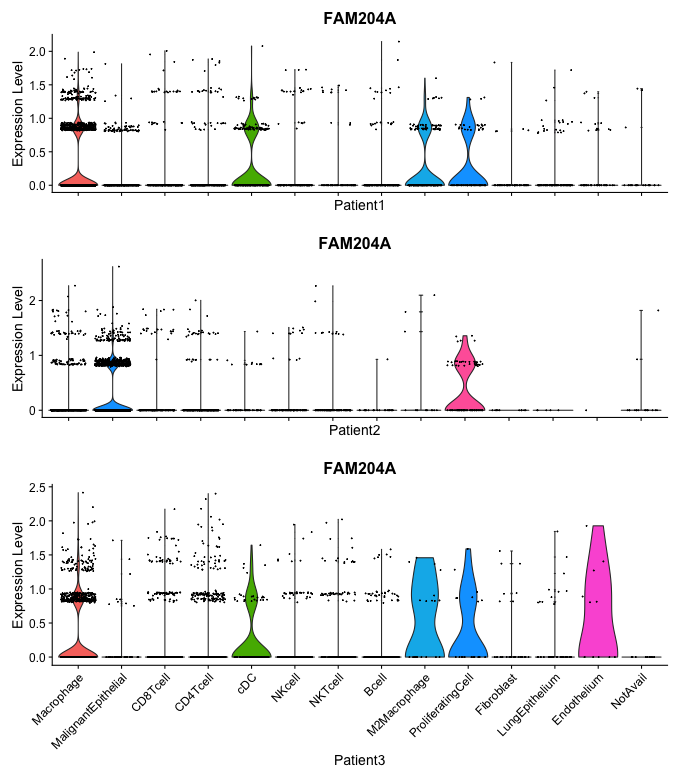 FAM204A
Expression Level
2.0
1.5
1.0
0.5
0.0
Patient1
FAM204A
Expression Level
2
1
0
Patient2
FAM204A
Expression Level
2.5
2.0
1.5
1.0
0.5
0.0
Macrophage
MalignantEpithelial
CD8Tcell
CD4Tcell
cDC
NKcell
NKTcell
Bcell
M2Macrophage
ProliferatingCell
Fibroblast
LungEpithelium
Endothelium
NotAvail
Patient3